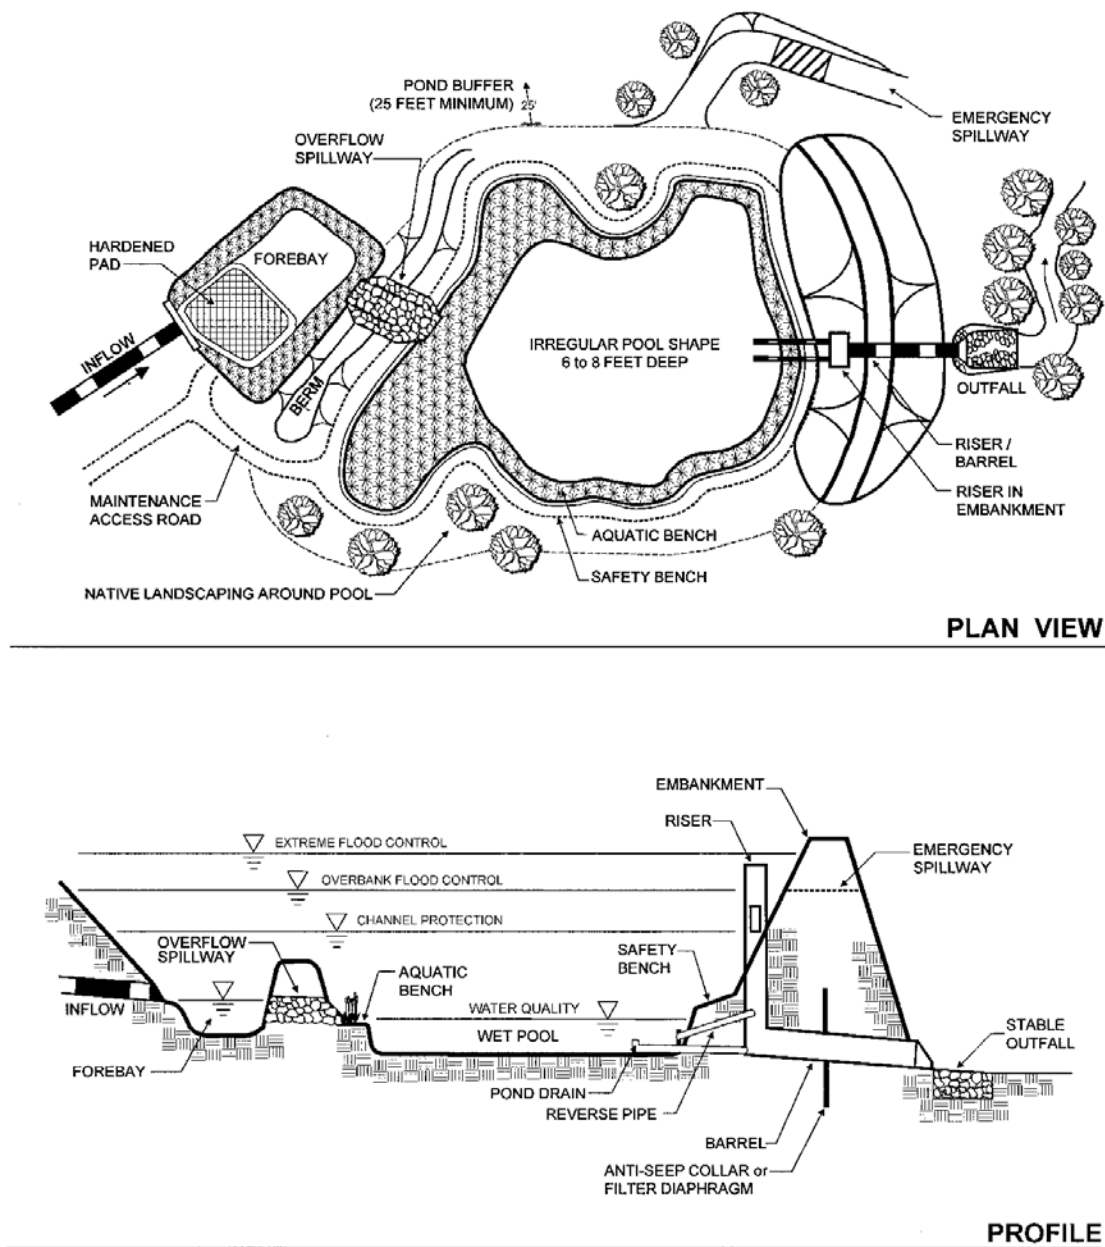 POND BUFFER
(25 FEET MINIMUM)
25'
EMERGENCY
SPILLWAY
OVERFLOW
SPILLWAY
HARDENED
PAD
FOREBAY
INFLOW
BERM
IRREGULAR POOL SHAPE
6 to 8 FEET DEEP
OUTFALL
RISER /
BARREL
RISER IN
EMBANKMENT
MAINTENANCE
ACCESS ROAD
AQUATIC BENCH
SAFETY BENCH
NATIVE LANDSCAPING AROUND POOL
PLAN VIEW
EMBANKMENT
RISER
EXTREME FLOOD CONTROL
EMERGENCY
SPILLWAY
OVERBANK FLOOD CONTROL
CHANNEL PROTECTION
OVERFLOW
SPILLWAY
SAFETY
BENCH
AQUATIC
BENCH
INFLOW
WATER QUALITY
WET POOL
STABLE
OUTFALL
FOREBAY
POND DRAIN
REVERSE PIPE
BARREL
ANTI-SEEP COLLAR or
FILTER DIAPHRAGM
PROFILE